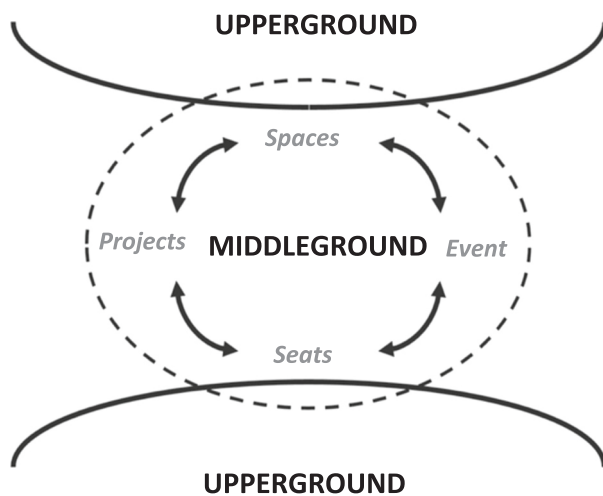 UPPERGROUND
Spaces
Projects MIDDLEGROUND Event
Seats
UPPERGROUND